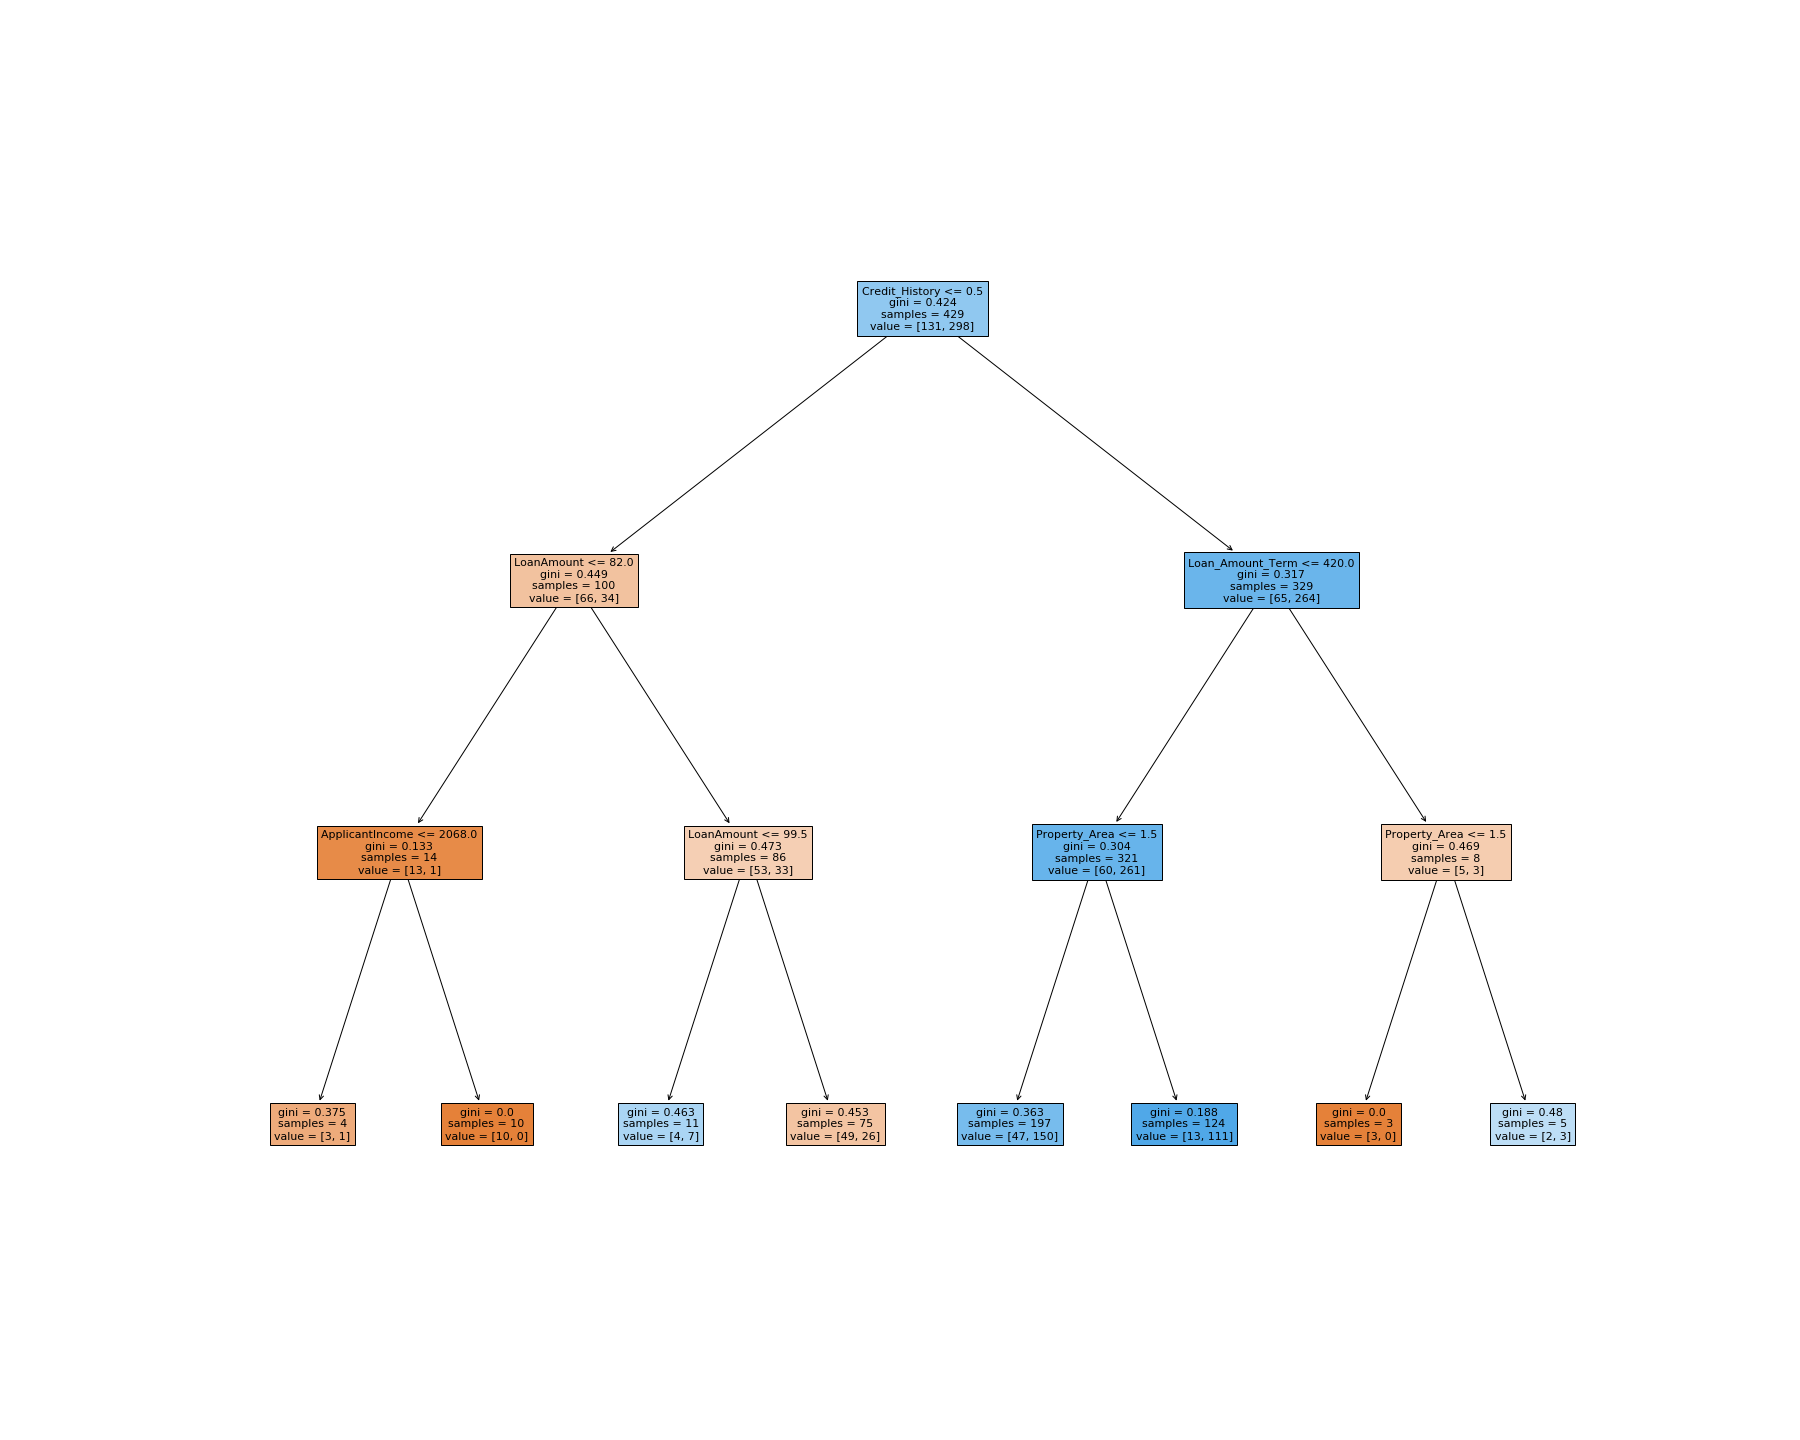 Credit_History <= 0.5
gini = 0.424
samples = 429
value = [131, 298]
LoanAmount <= 82.0
gini = 0.449
samples = 100
value = [66, 34]
Loan_Amount_Term <= 420.0
gini = 0.317
samples = 329
value = [65, 264]
ApplicantIncome <= 2068.0
gini = 0.133
samples = 14
value = [13, 1]
LoanAmount <= 99.5
gini = 0.473
samples = 86
value = [53, 33]
Property_Area <= 1.5
gini = 0.304
samples = 321
value = [60, 261]
Property_Area <= 1.5
gini = 0.469
samples = 8
value = [5, 3]
gini = 0.375
samples = 4
value = [3, 1]
gini = 0.0
samples = 10
value = [10, 0]
gini = 0.463
samples = 11
value = [4, 7]
gini = 0.453
samples = 75
value = [49, 26]
gini = 0.363
samples = 197
value = [47, 150]
gini = 0.188
samples = 124
value = [13, 111]
gini = 0.0
samples = 3
value = [3, 0]
gini = 0.48
samples = 5
value = [2, 3]